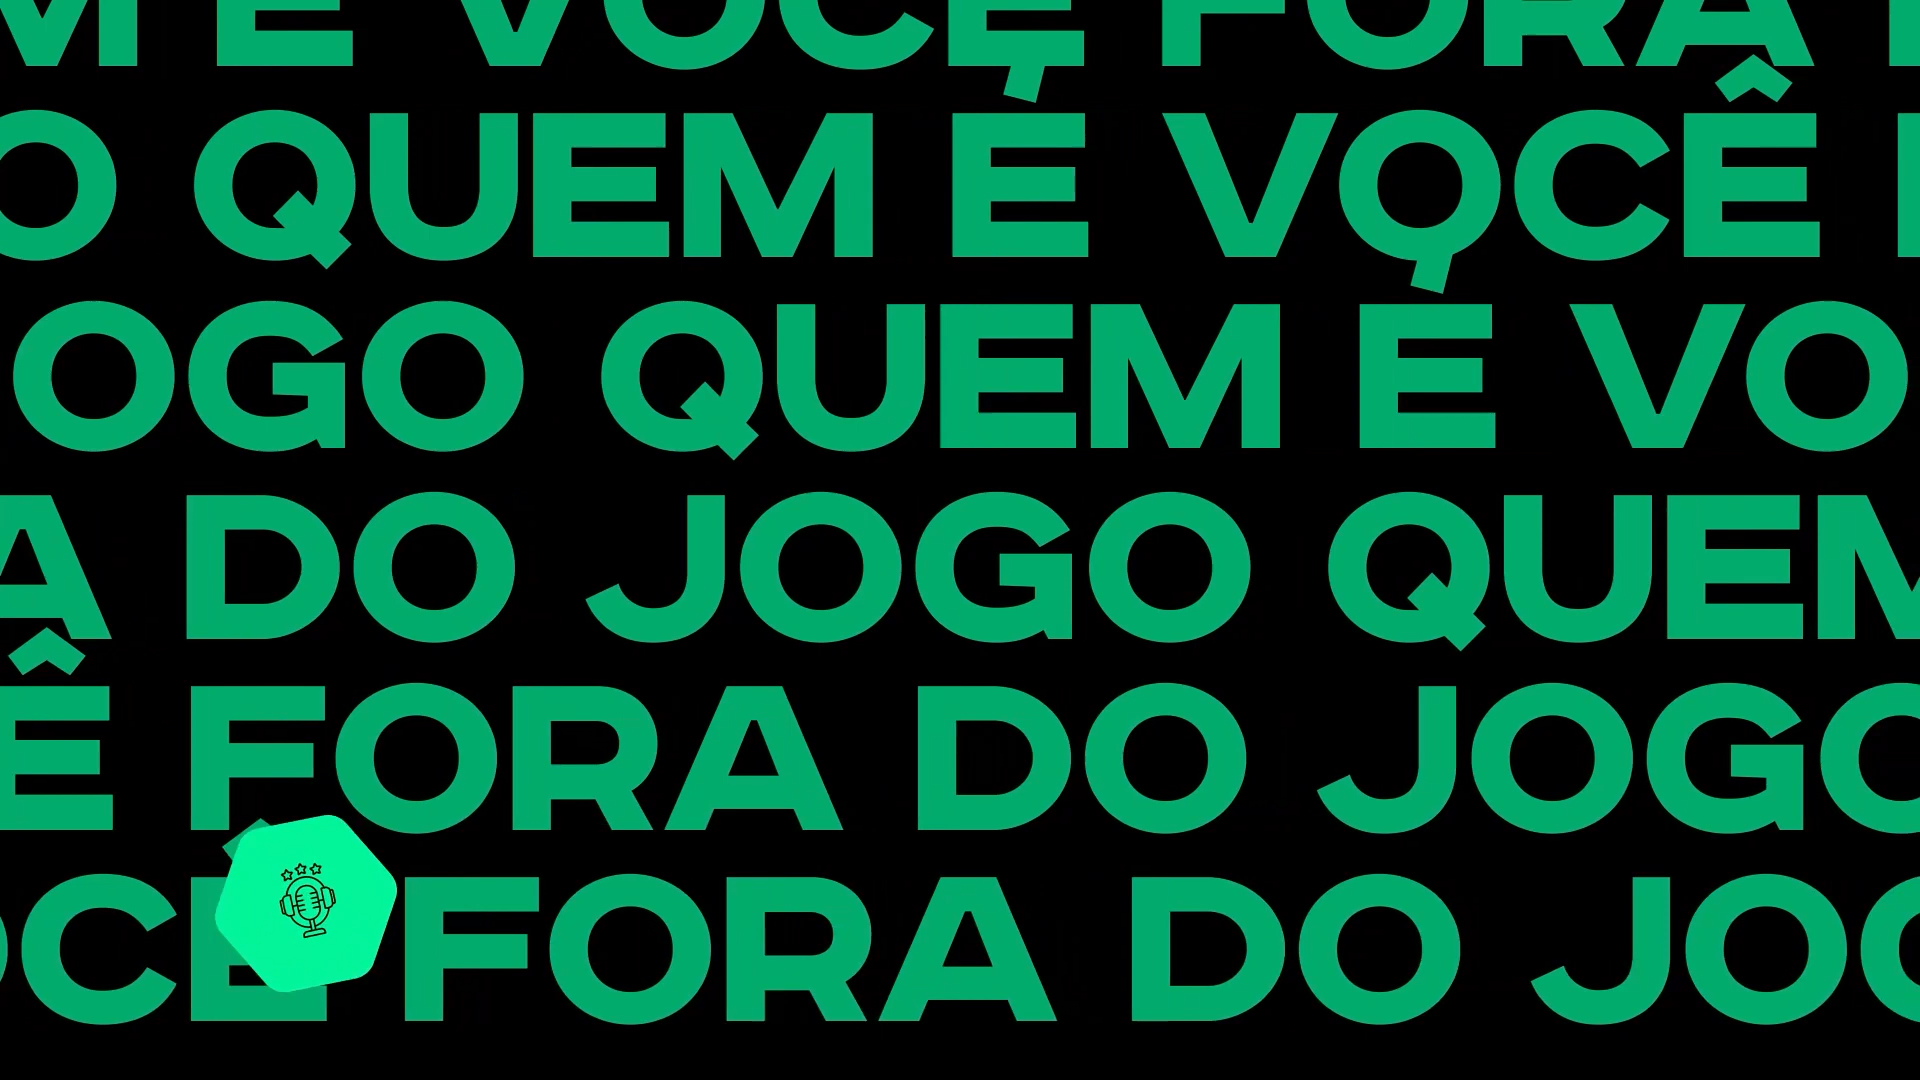 M É VOCÊ FORA
O QUEM É VOCÊ
OGO QUEM É VO
A DO JOGO QUEM
Ê FORA DO JOGO
OCÊ FORA DO JOG